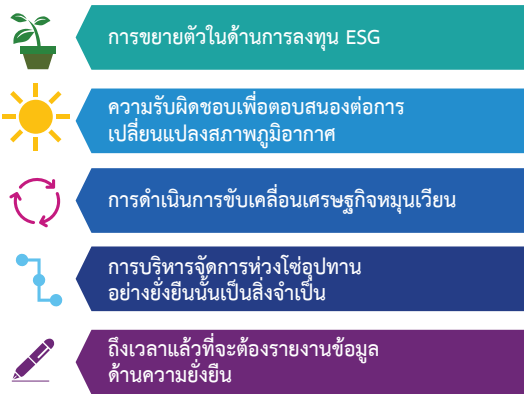 การขยายตัวในด้านการลงทุน ESG
ความรับผิดชอบเพื่อตอบสนองต่อการ
เปลี่ยนแปลงสภาพภูมิอากาศ
การดำเนินการขับเคลื่อนเศรษฐกิจหมุนเวียน
การบริหารจัดการห่วงโซ่อุปทาน
อย่างยั่งยืนนั้นเป็นสิ่งจำเป็น
ถึงเวลาแล้วที่จะต้องรายงานข้อมูล
ด้านความยั่งยืน